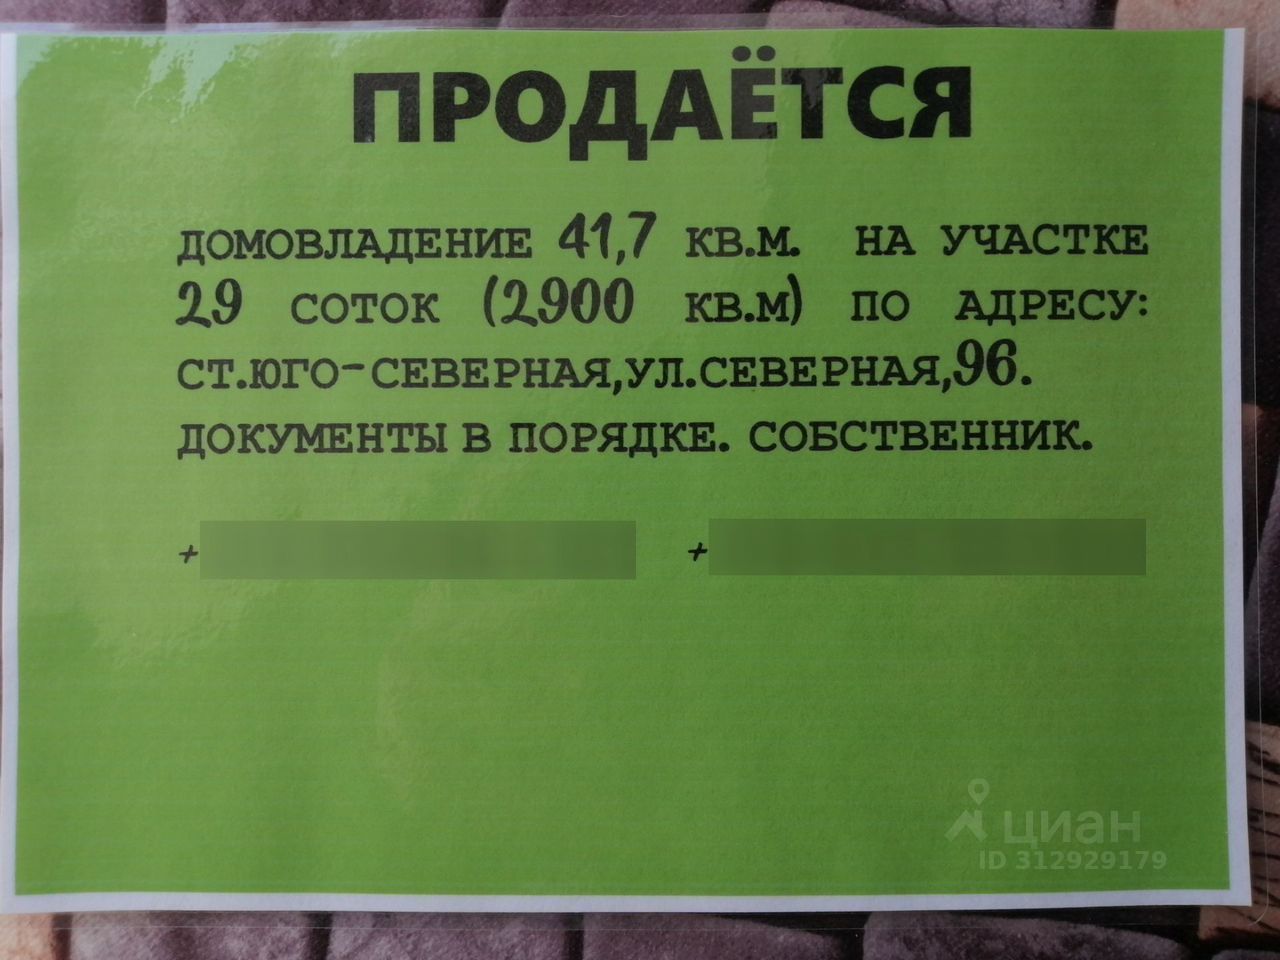 ПРОДАЁТСЯ
ДОМОВЛАДЕНИЕ 41,7 КВ.М. НА УЧАСТКЕ
29 СОТОК (2900 КВ.М) ПО АДРЕСУ:
СТ.ЮГО-СЕВЕРНАЯ,УЛ.СЕВЕРНАЯ,96.
ДОКУМЕНТЫ В ПОРЯДКЕ. СОБСТВЕННИК.
+ +
циан
ID 312929179